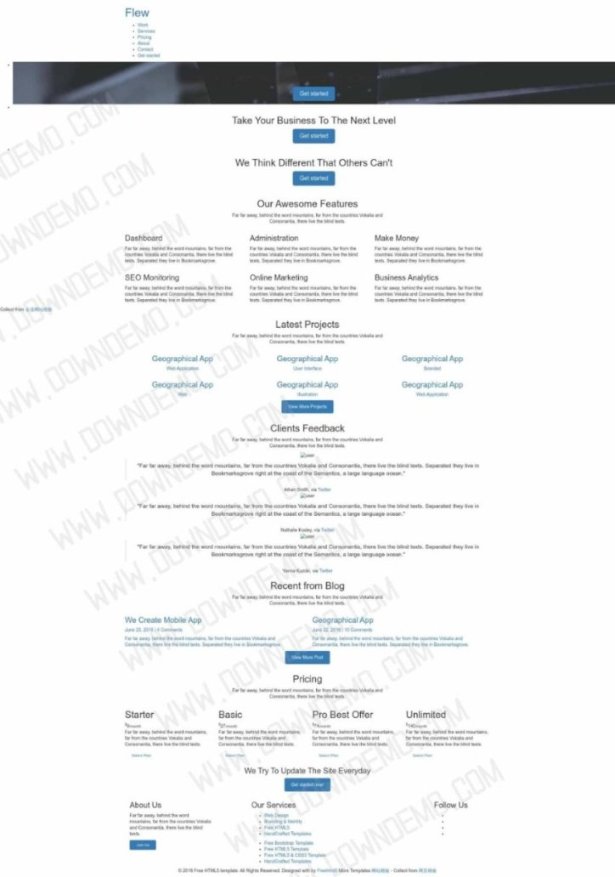 Flew
Work
Services
Pricing
About
Contact
Get started
Get started
Take Your Business To The Next Level
Get started
We Think Different That Others Can't
Get started
Our Awesome Features
Far far away, behind the word mountains, far from the countries Vokalia and
Consonantia, there live the blind texts.
Dashboard
Far far away, behind the word mountains, far from the
countries Vokalia and Consonantia, there live the blind
texts. Separated they live in Bookmarksgrove.
Administration
Far far away, behind the word mountains, far from the
countries Vokalia and Consonantia, there live the blind
texts. Separated they live in Bookmarksgrove.
Make Money
Far far away, behind the word mountains, far from the
countries Vokalia and Consonantia, there live the blind
texts. Separated they live in Bookmarksgrove.
SEO Monitoring
Far far away, behind the word mountains, far from the
countries Vokalia and Consonantia, there live the blind
texts. Separated they live in Bookmarksgrove.
Online Marketing
Far far away, behind the word mountains, far from the
countries Vokalia and Consonantia, there live the blind
texts. Separated they live in Bookmarksgrove.
Business Analytics
Far far away, behind the word mountains, far from the
countries Vokalia and Consonantia, there live the blind
texts. Separated they live in Bookmarksgrove.
Collect from
Latest Projects
Far far away, behind the word mountains, far from the countries Vokalia and
Consonantia, there live the blind texts.
Geographical App
Web Application
Geographical App
User Interface
Geographical App
Branded
Geographical App
Web
Geographical App
Illustration
Geographical App
Web Application
View More Projects
Clients Feedback
Far far away, behind the word mountains, far from the countries Vokalia and
Consonantia, there live the blind texts.
user
"Far far away, behind the word mountains, far from the countries Vokalia and Consonantia, there live the blind texts. Separated they live in
Bookmarksgrove right at the coast of the Semantics, a large language ocean."
Smith, via Twitter
user
"Far far away, behind the word mountains, far from the countries Vokalia and Consonantia, there live the blind texts. Separated they live in
Bookmarksgrove right at the coast of the Semantics, a large language ocean."
Nathalie via Twitter
user
"Far far away, behind the word mountains, far from the countries Vokalia and Consonantia, there live the blind texts. Separated they live in
Bookmarksgrove right at the coast of the Semantics, a large language ocean."
via Twitter
Recent from Blog
Far far away, behind the word mountains, far from the countries Vokalia and
Consonantia, there live the blind texts.
We Create Mobile App
Comments
Far far away, behind the word mountains, far from the countries Vokalia and
Consonantia, there live the blind texts. Separated they live in Bookmarksgrove.
Geographical App
Comments
Far far away, behind the word mountains, far from the countries Vokalia and
Consonantia, there live the blind texts. Separated they live in Bookmarksgrove.
View More Post
Pricing
Far far away, behind the word mountains, far from the countries Vokalia and
Consonantia, there live the blind texts.
Starter
Far far away, behind the word mountains,
far from the countries Vokalia and
Consonantia, there live the blind texts.
Select Plan
Basic
Far far away, behind the word mountains,
far from the countries Vokalia and
Consonantia, there live the blind texts.
Select Plan
Pro Best Offer
Far far away, behind the word mountains,
far from the countries Vokalia and
Consonantia, there live the blind texts.
Select Plan
Unlimited
Far far away, behind the word mountains,
far from the countries Vokalia and
Consonantia, there live the blind texts.
Select Plan
We Try To Update The Site Everyday
Get started now
About Us
Far far away, behind the word
mountains, far from the countries Vokalia
and Consonantia, there live the blind
texts.
Join Us
Our Services
Web Design
Branding & Identity
Free HTML5
HandCrafted Templates
Free Bootstrap Template
Free HTML5 Template
Free HTML5 & CSS3 Template
HandCrafted Templates
Follow Us
© 2016 Free HTML5 template. All Rights Reserved. Designed with by FreeHtml5 More Templates - Collect from
WWW.DOWNDEMO.COM